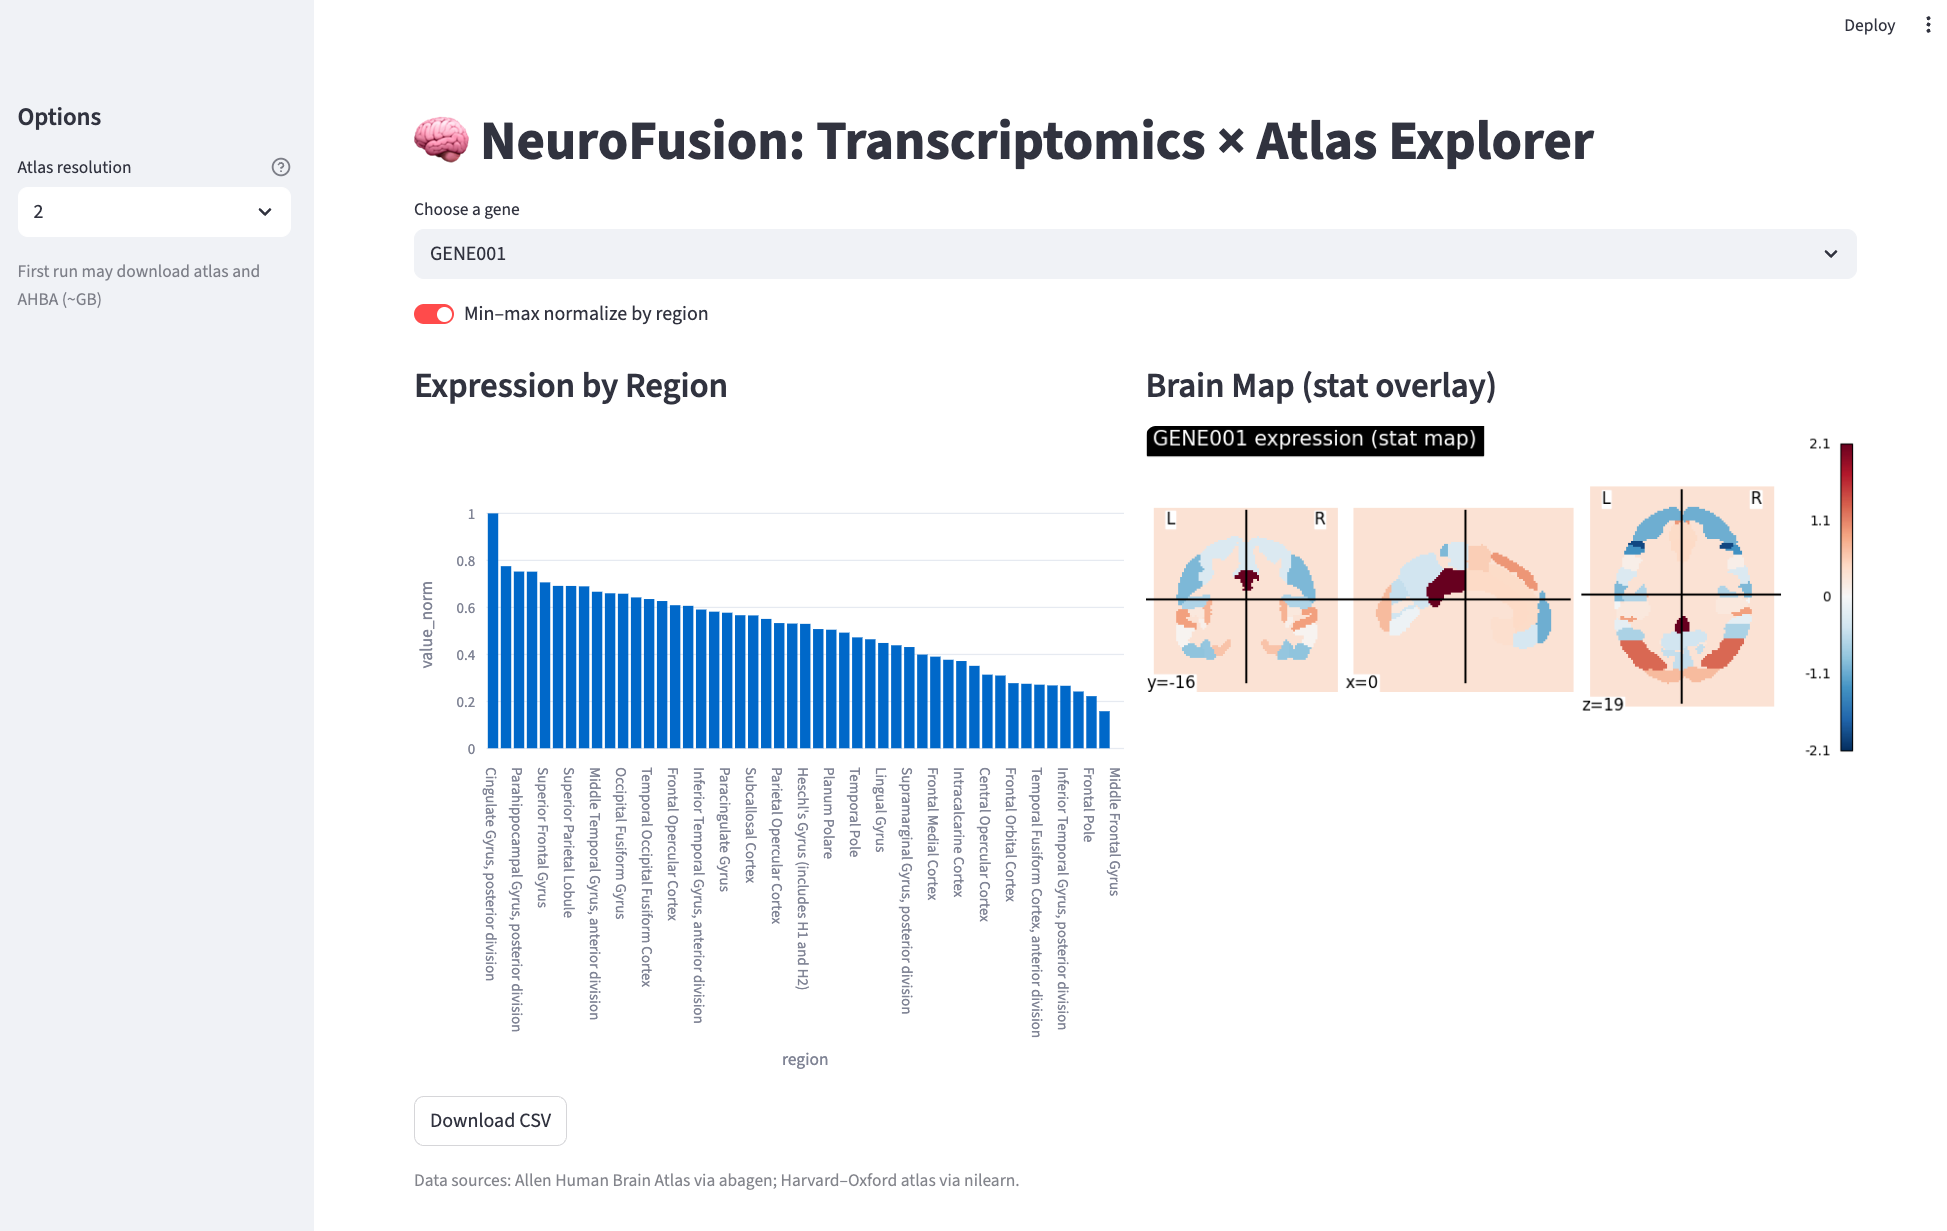 Deploy
Options
Atlas resolution
2
First run may download atlas and
AHBA (~GB)
NeuroFusion: Transcriptomics × Atlas Explorer
Choose a gene
GENE001
Min–max normalize by region
Expression by Region
value_norm
1
0.8
0.6
0.4
0.2
0
Cingulate Gyrus, posterior division
Parahippocampal Gyrus, posterior division
Superior Frontal Gyrus
Superior Parietal Lobule
Middle Temporal Gyrus, anterior division
Occipital Fusiform Gyrus
Temporal Occipital Fusiform Cortex
Frontal Opercular Cortex
Inferior Temporal Gyrus, anterior division
Paracingulate Gyrus
Subcallosal Cortex
Parietal Opercular Cortex
Heschl's Gyrus (includes H1 and H2)
Planum Polare
Temporal Pole
Lingual Gyrus
Supramarginal Gyrus, posterior division
Frontal Medial Cortex
Intracalcarine Cortex
Central Opercular Cortex
Frontal Orbital Cortex
Temporal Fusiform Cortex, anterior division
Inferior Temporal Gyrus, posterior division
Frontal Pole
Middle Frontal Gyrus
region
Brain Map (stat overlay)
GENE001 expression (stat map)
L R
y=-16
x=0
L R
z=19
2.1
1.1
0
-1.1
-2.1
Download CSV
Data sources: Allen Human Brain Atlas via abagen; Harvard–Oxford atlas via nilearn.